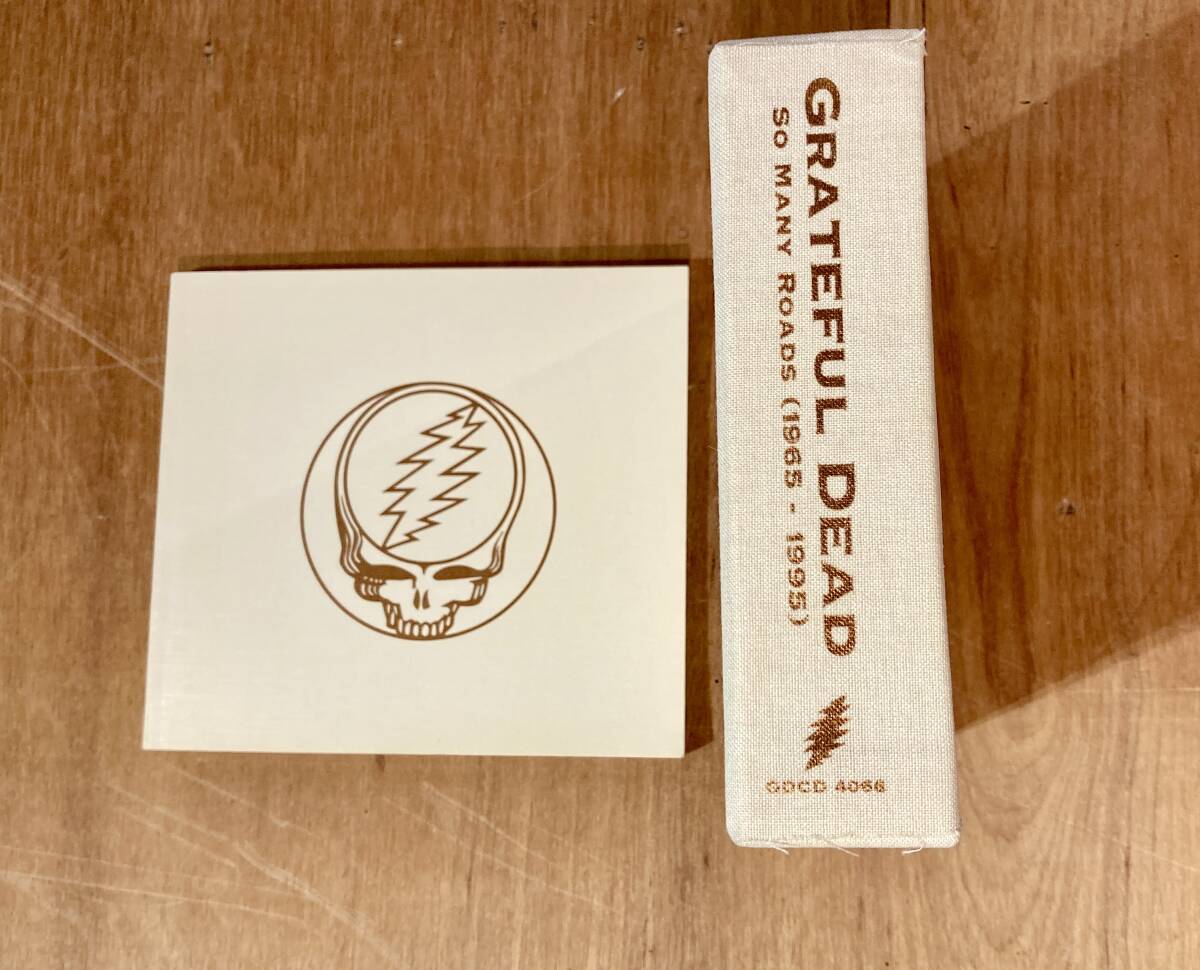 GRATEFUL DEAD
SO MANY ROADS (1965 - 1995)
GDCD 4066